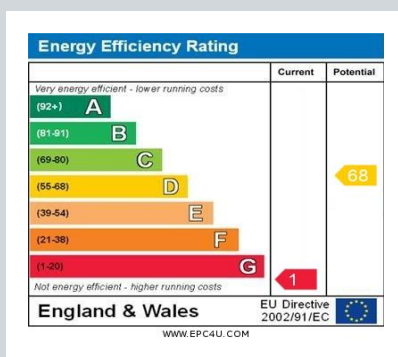 Energy Efficiency Rating
Current Potential
Very energy efficient - lower running costs
(92+) A
(81-91) B
(69-80) C
(55-68) D
68
(39-54) E
(21-38) F
(1-20) G
1
Not energy efficient - higher running costs
England & Wales
EU Directive
2002/91/EC
WWW.EPC4U.COM